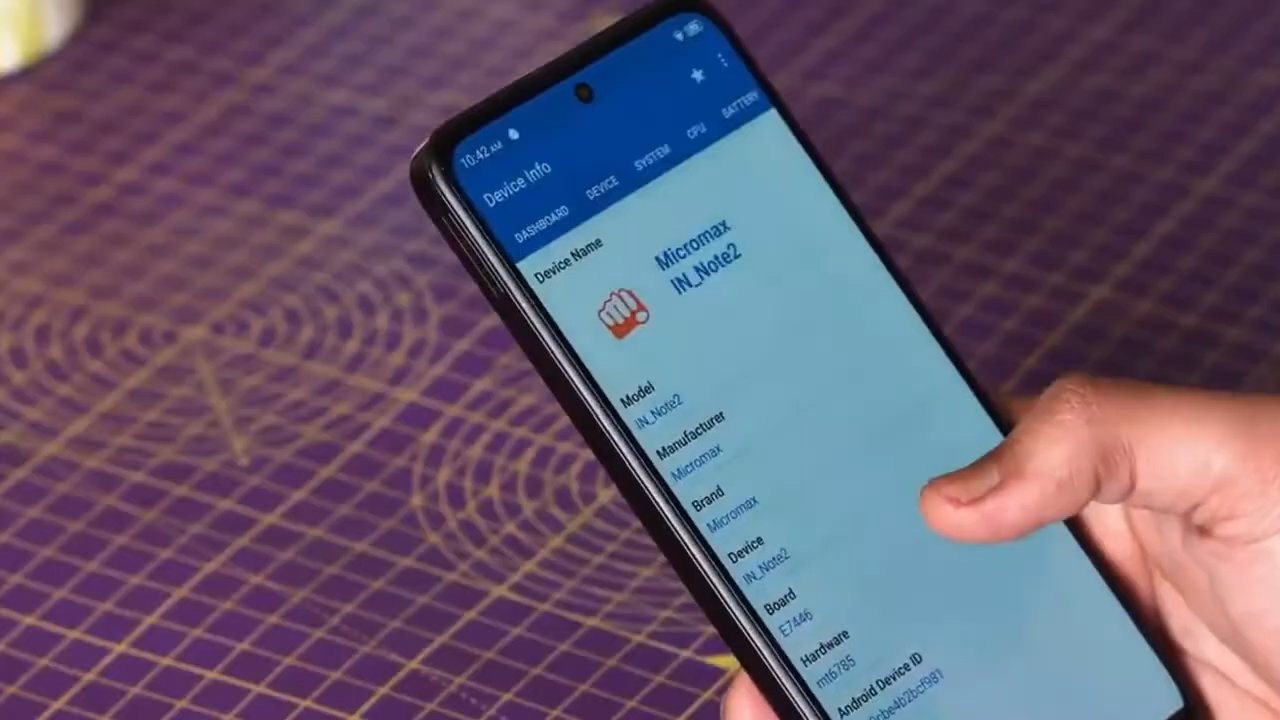 10:42 AM
Device Info
DASHBOARD DEVICE SYSTEM CPU BATTERY
Device Name
Micromax
IN_Note2
Model
IN_Note2
Manufacturer
Micromax
Brand
Micromax
Device
IN_Note2
Board
E7446
Hardware
mt6785
Android Device ID